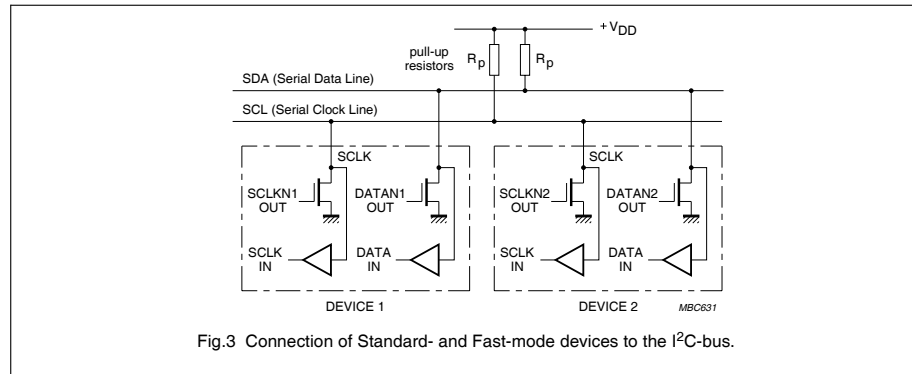 + VDD
pull-up
resistors
Rp Rp
SDA (Serial Data Line)
SCL (Serial Clock Line)
SCLK SCLK
SCLKN1
OUT
DATAN1
OUT
SCLKN2
OUT
DATAN2
OUT
SCLK
IN
DATA
IN
SCLK
IN
DATA
IN
DEVICE 1 DEVICE 2 MBC631
Fig.3 Connection of Standard- and Fast-mode devices to the I2C-bus.